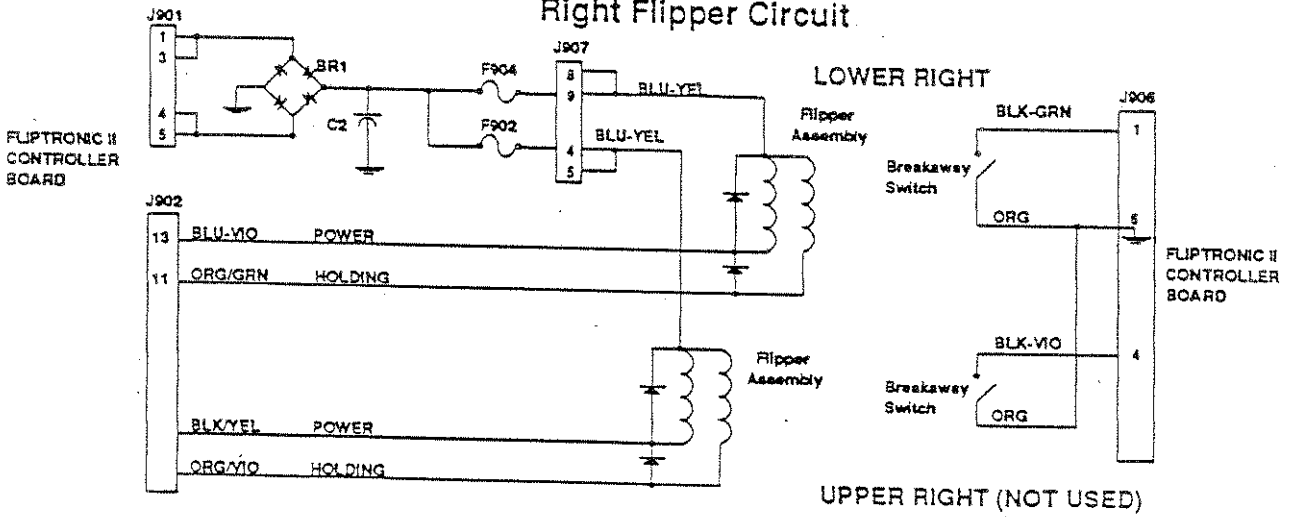 Right Flipper Circuit
J901
1
3
4
5
BR1
C2
F904
F902
J907
8
9
4
5
BLU-YEL
BLU-YEL
LOWER RIGHT
Flipper
Assembly
FLIPTRONIC II
CONTROLLER
BOARD
J902
13
BLU-VIO
POWER
11
ORG/GRN
HOLDING
BLK/YEL
POWER
ORG/VIO
HOLDING
Flipper
Assembly
J906
BLK-GRN
1
Breakaway
Switch
ORG
5
FLIPTRONIC II
CONTROLLER
BOARD
BLK-VIO
4
Breakaway
Switch
ORG
UPPER RIGHT (NOT USED)